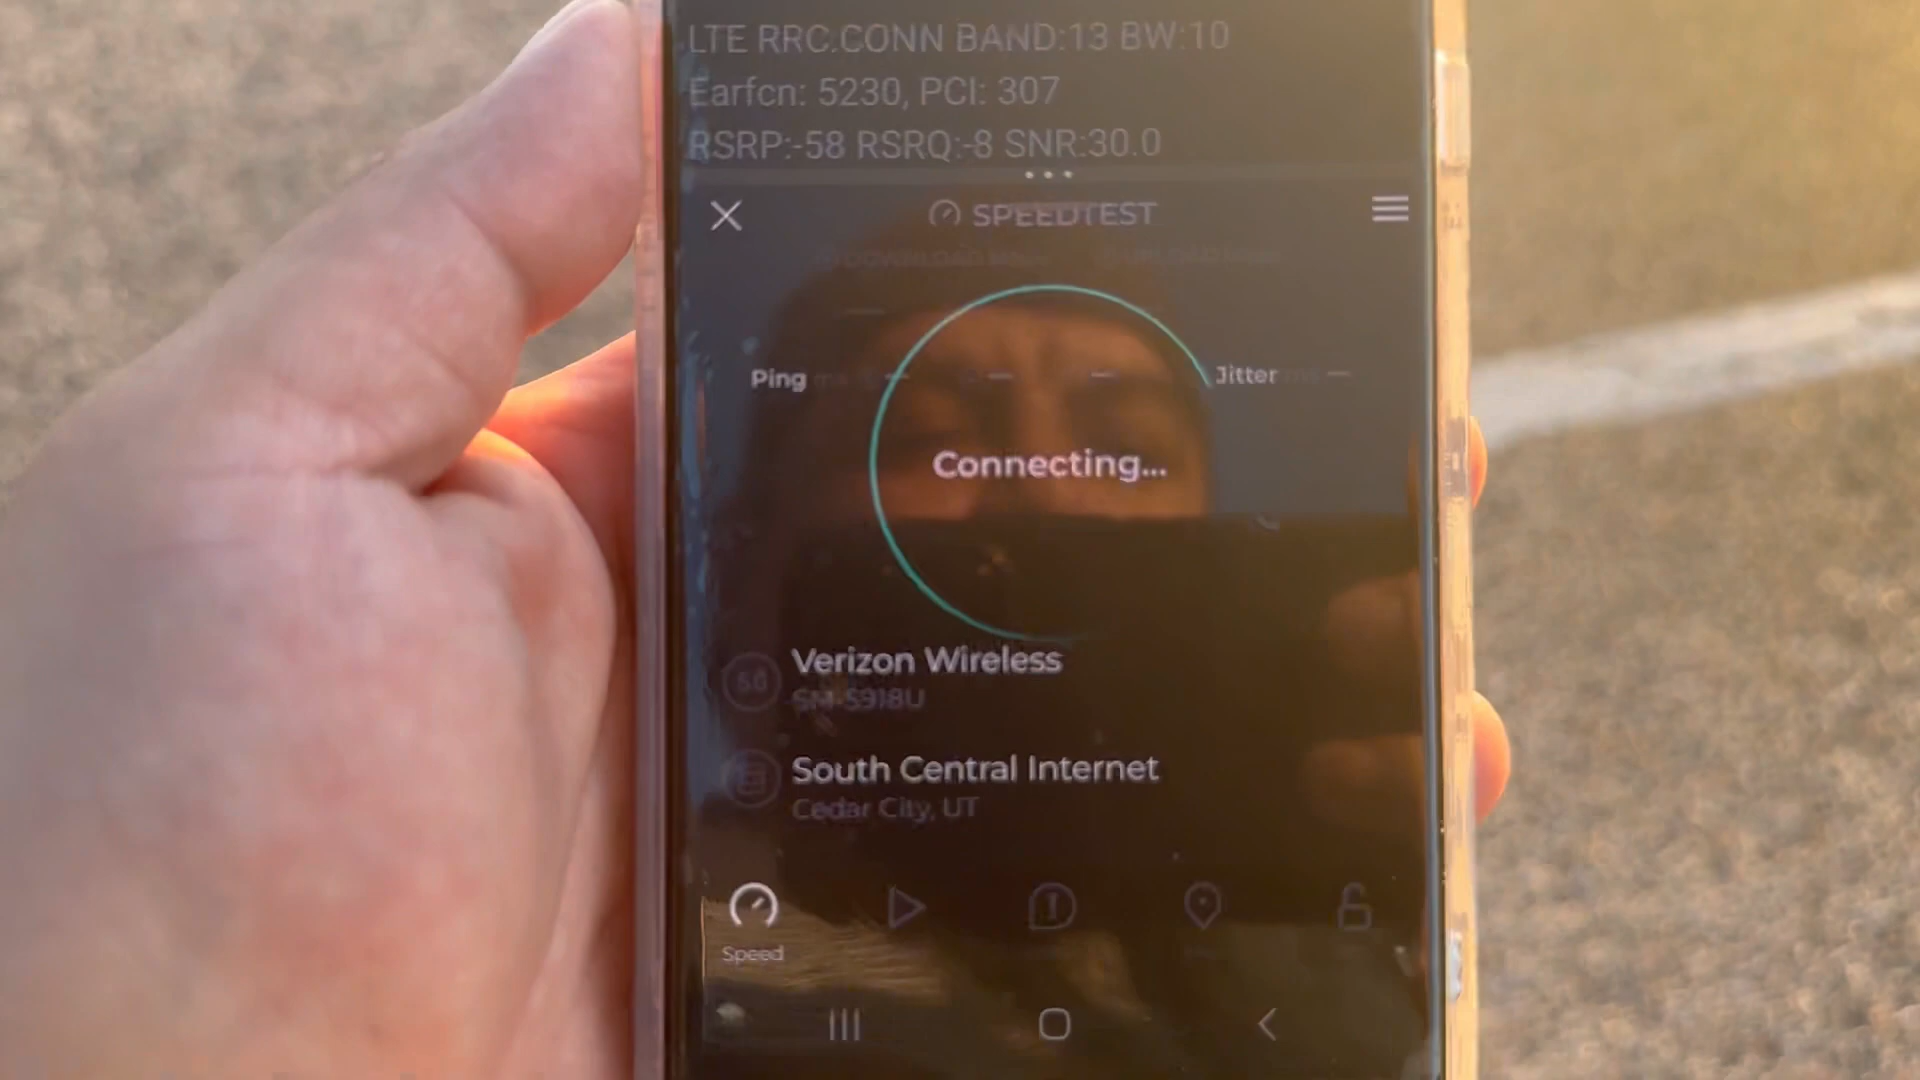 LTE RRC.CONN BAND:13 BW:10
Earfcn: 5230, PCI: 307
RSRP:-58 RSRQ:-8 SNR:30.0
SPEEDTEST
Ping
Jitter
Connecting...
Verizon Wireless
SM-S918U
South Central Internet
Cedar City, UT
Speed